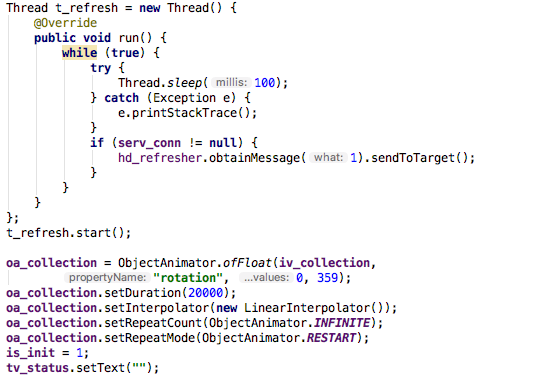 Thread t_refresh = new Thread() {
    @Override
    public void run() {
        while (true) {
            try {
                Thread.sleep( millis: 100);
            } catch (Exception e) {
                e.printStackTrace();
            }
            if (serv_conn != null) {
                hd_refresher.obtainMessage( what: 1).sendToTarget();
            }
        }
    }
};
t_refresh.start();

oa_collection = ObjectAnimator.ofFloat(iv_collection,
        propertyName: "rotation", ...values: 0, 359);
oa_collection.setDuration(20000);
oa_collection.setInterpolator(new LinearInterpolator());
oa_collection.setRepeatCount(ObjectAnimator.INFINITE);
oa_collection.setRepeatMode(ObjectAnimator.RESTART);
is_init = 1;
tv_status.setText("");